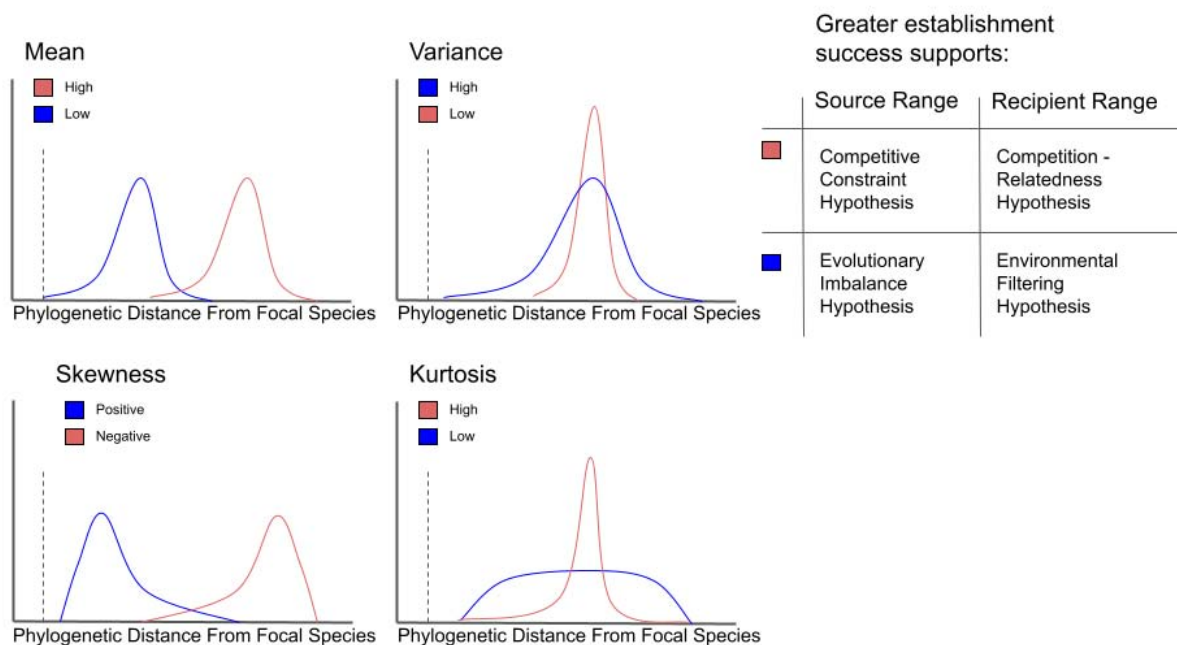 Mean
High
Low
Phylogenetic Distance From Focal Species
Variance
High
Low
Phylogenetic Distance From Focal Species
Greater establishment
success supports:
Source Range
Recipient Range
Competitive
Constraint
Hypothesis
Competition -
Relatedness
Hypothesis
Evolutionary
Imbalance
Hypothesis
Environmental
Filtering
Hypothesis
Skewness
Positive
Negative
Phylogenetic Distance From Focal Species
Kurtosis
High
Low
Phylogenetic Distance From Focal Species